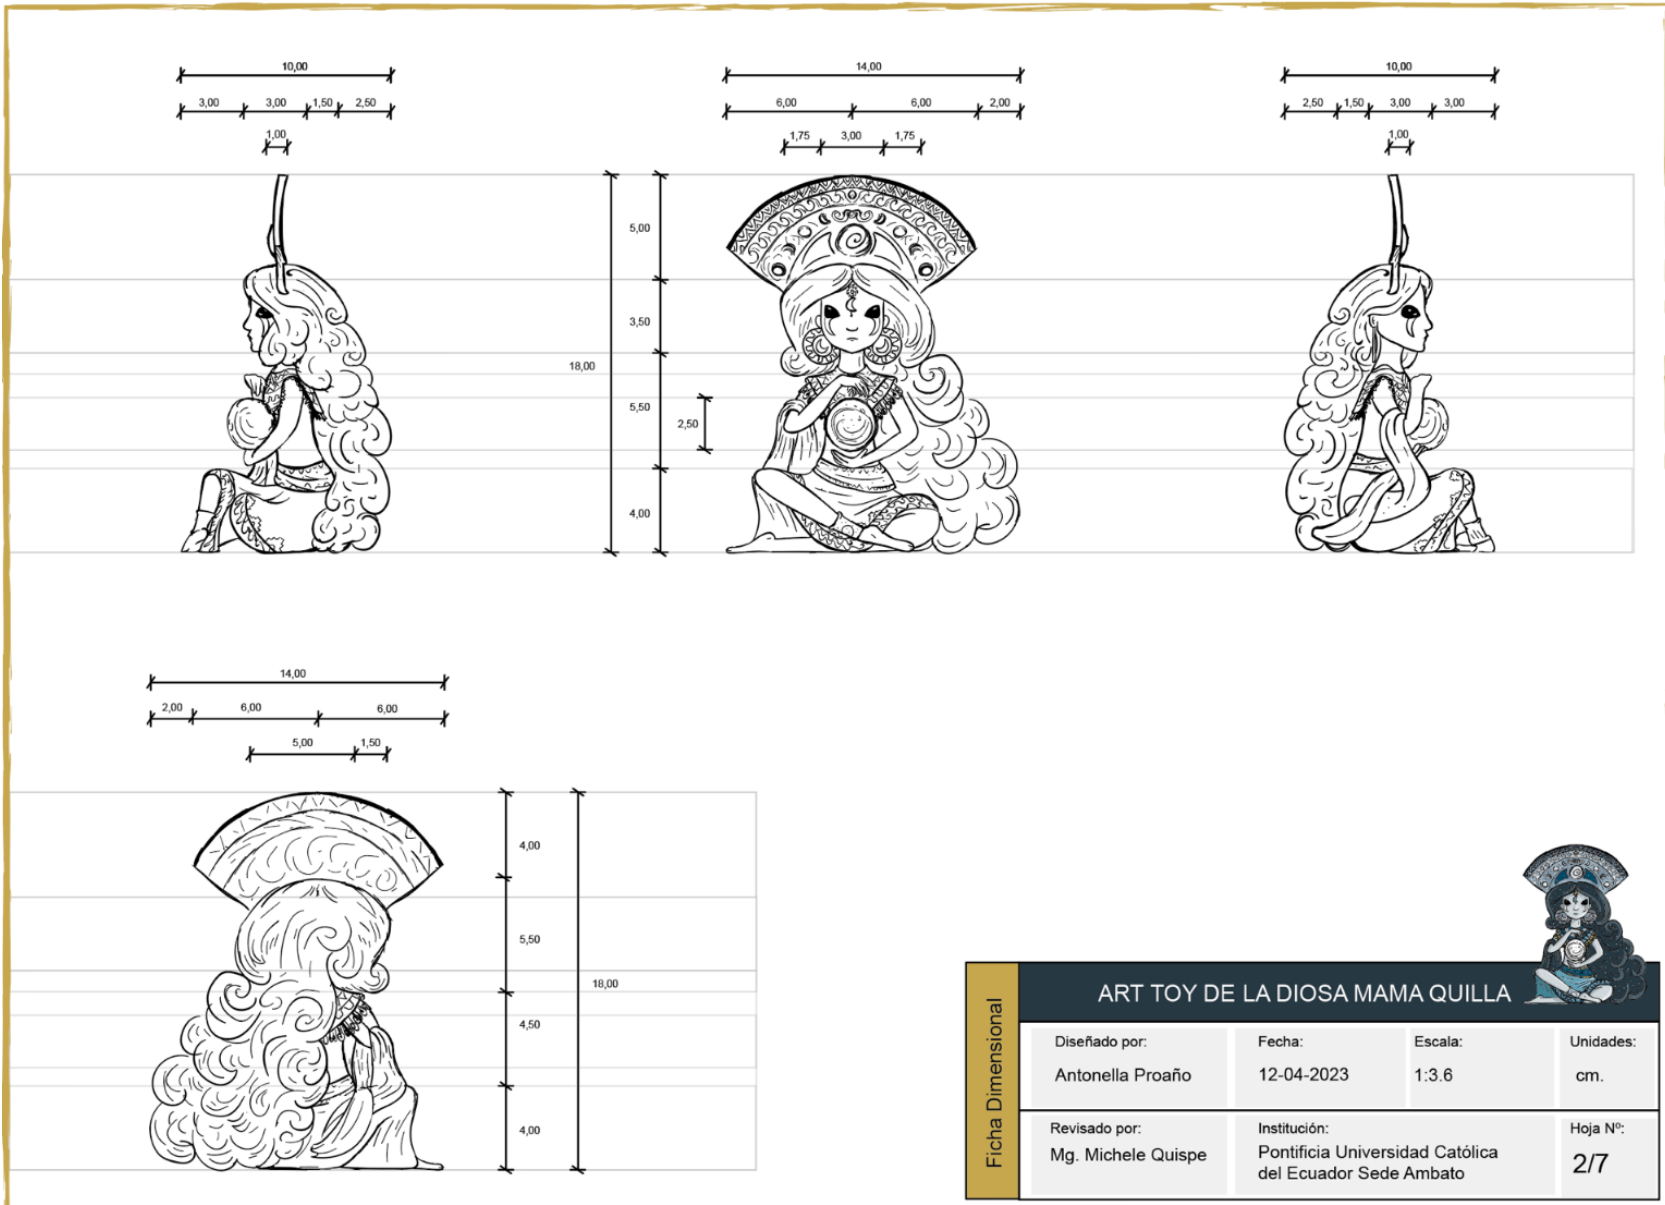 10,00
3,00 3,00 1,50 2,50
1,00
14,00
6,00 6,00 2,00
1,75 3,00 1,75
10,00
2,50 1,50 3,00 3,00
1,00
5,00
3,50
18,00
5,50
2,50
4,00
14,00
2,00 6,00 6,00
5,00 1,50
4,00
5,50
18,00
4,50
4,00
Ficha Dimensional
ART TOY DE LA DIOSA MAMA QUILLA
Diseñado por:
Antonella Proaño
Fecha:
12-04-2023
Escala:
1:3.6
Unidades:
cm.
Revisado por:
Mg. Michele Quispe
Institución:
Pontificia Universidad Católica
del Ecuador Sede Ambato
Hoja Nº:
2/7